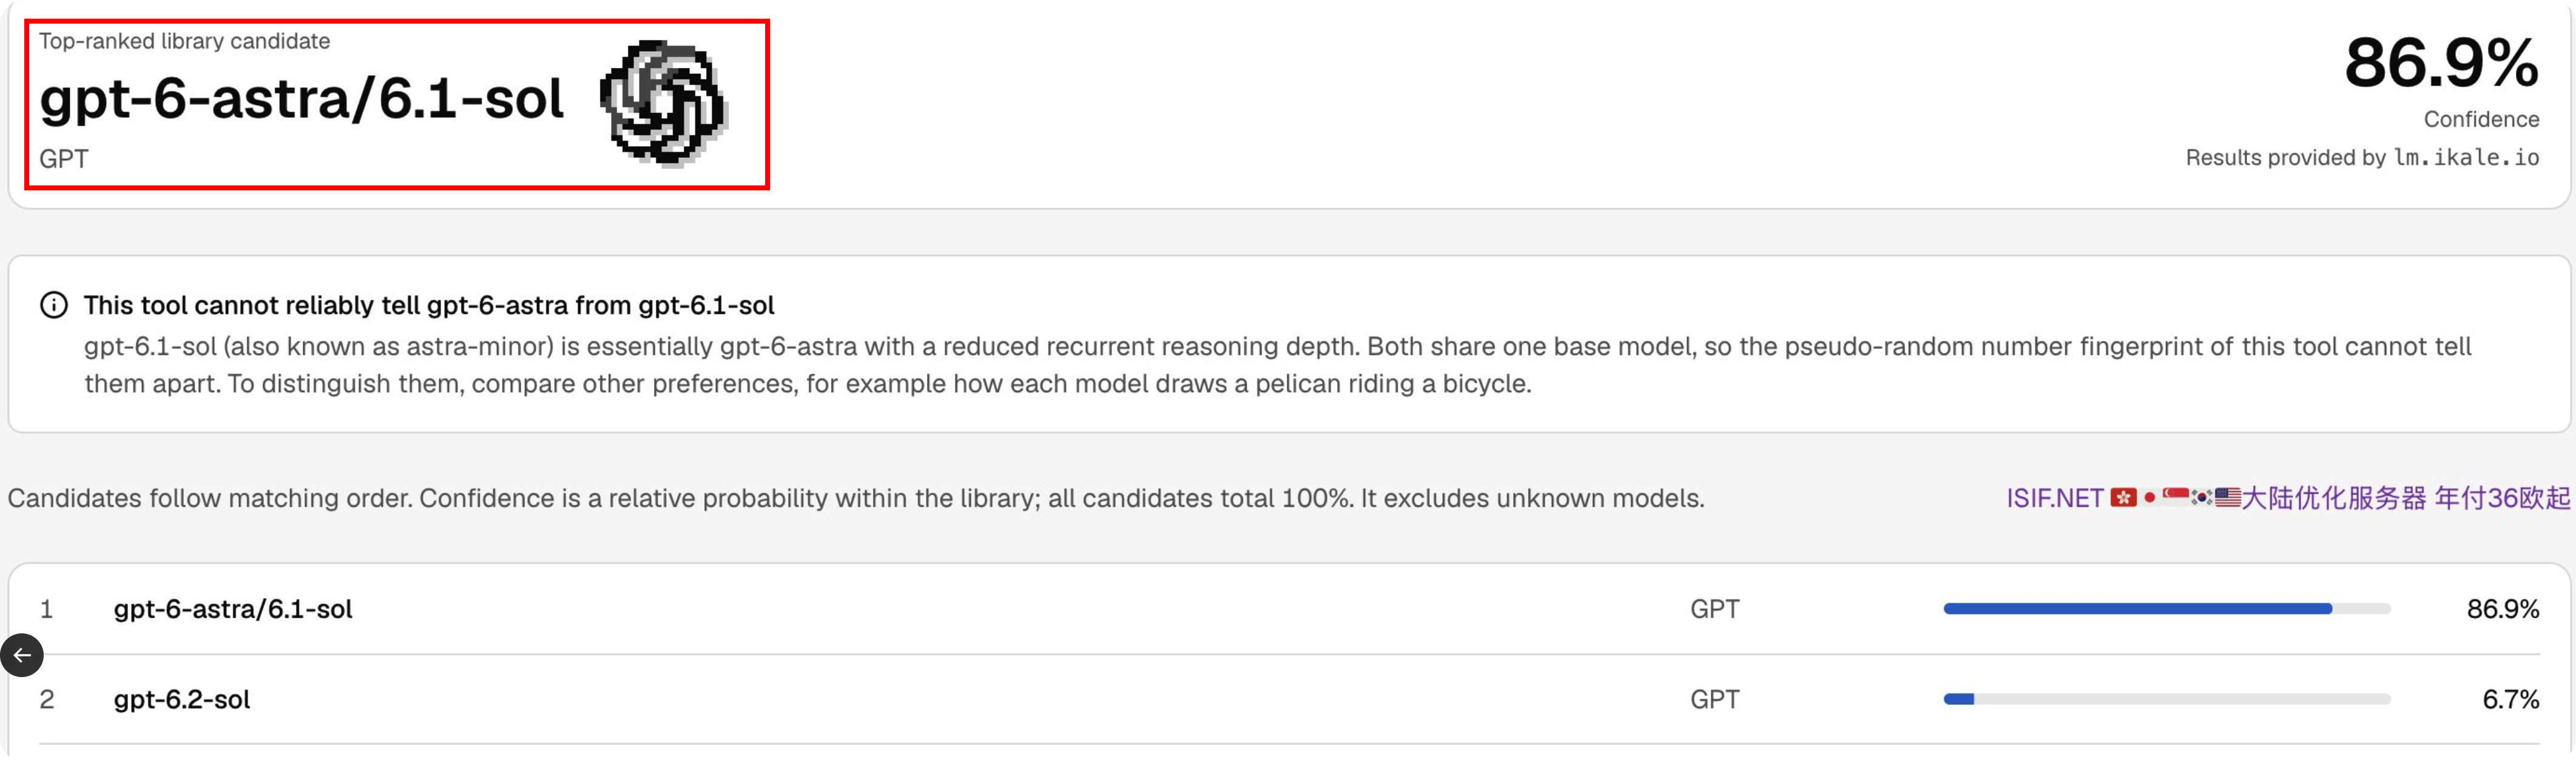 Top-ranked library candidate
gpt-6-astra/6.1-sol
GPT
86.9%
Confidence
Results provided by lm.ikale.io
This tool cannot reliably tell gpt-6-astra from gpt-6.1-sol
gpt-6.1-sol (also known as astra-minor) is essentially gpt-6-astra with a reduced recurrent reasoning depth. Both share one base model, so the pseudo-random number fingerprint of this tool cannot tell
them apart. To distinguish them, compare other preferences, for example how each model draws a pelican riding a bicycle.
Candidates follow matching order. Confidence is a relative probability within the library; all candidates total 100%. It excludes unknown models.
ISIF.NET 🇭🇰🇯🇵🇸🇬🇰🇷🇺🇸大陆优化服务器 年付36欧起
1 gpt-6-astra/6.1-sol GPT 86.9%
2 gpt-6.2-sol GPT 6.7%